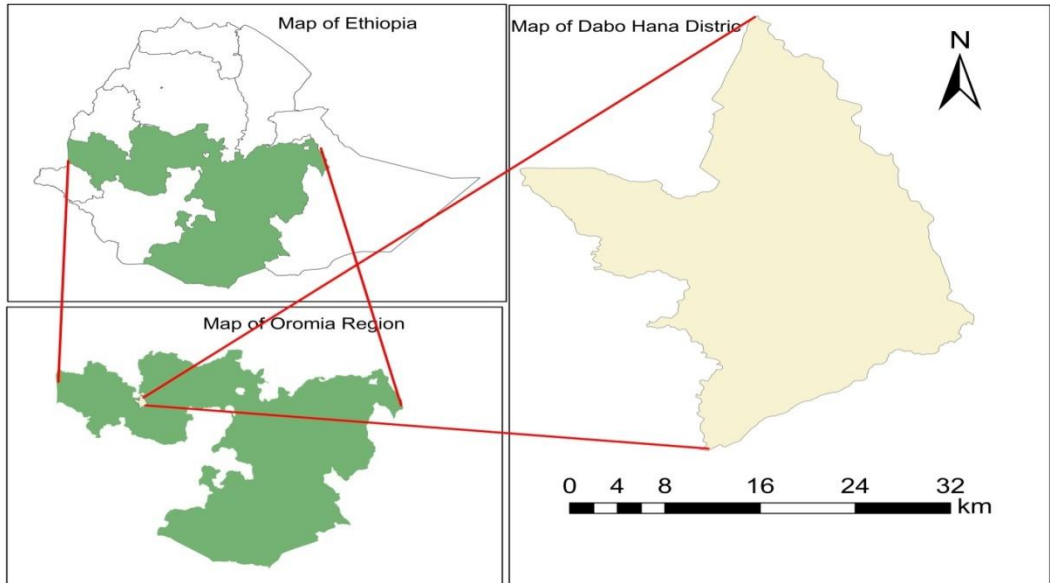 Map of Ethiopia
Map of Dabo Hana Distric
N
Map of Oromia Region
0 4 8 16 24 32
km